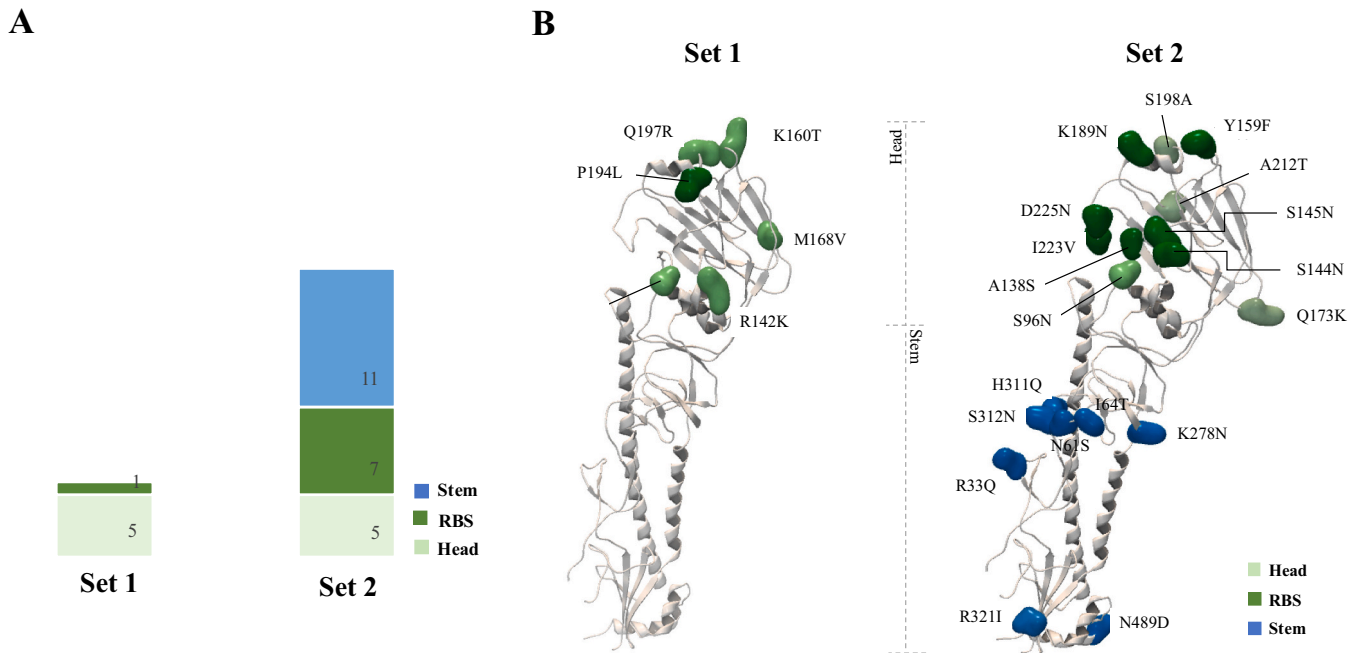 A
B
Set 1
Set 2
11
7
5
1
5
Set 1
Set 2
Stem
RBS
Head
Q197R
K160T
P194L
M168V
R142K
Head
Stem
S198A
K189N
Y159F
A212T
D225N
S145N
I223V
S144N
A138S
S96N
Q173K
H311Q
I64T
S312N
N61S
K278N
R33Q
R321I
N489D
Head
RBS
Stem